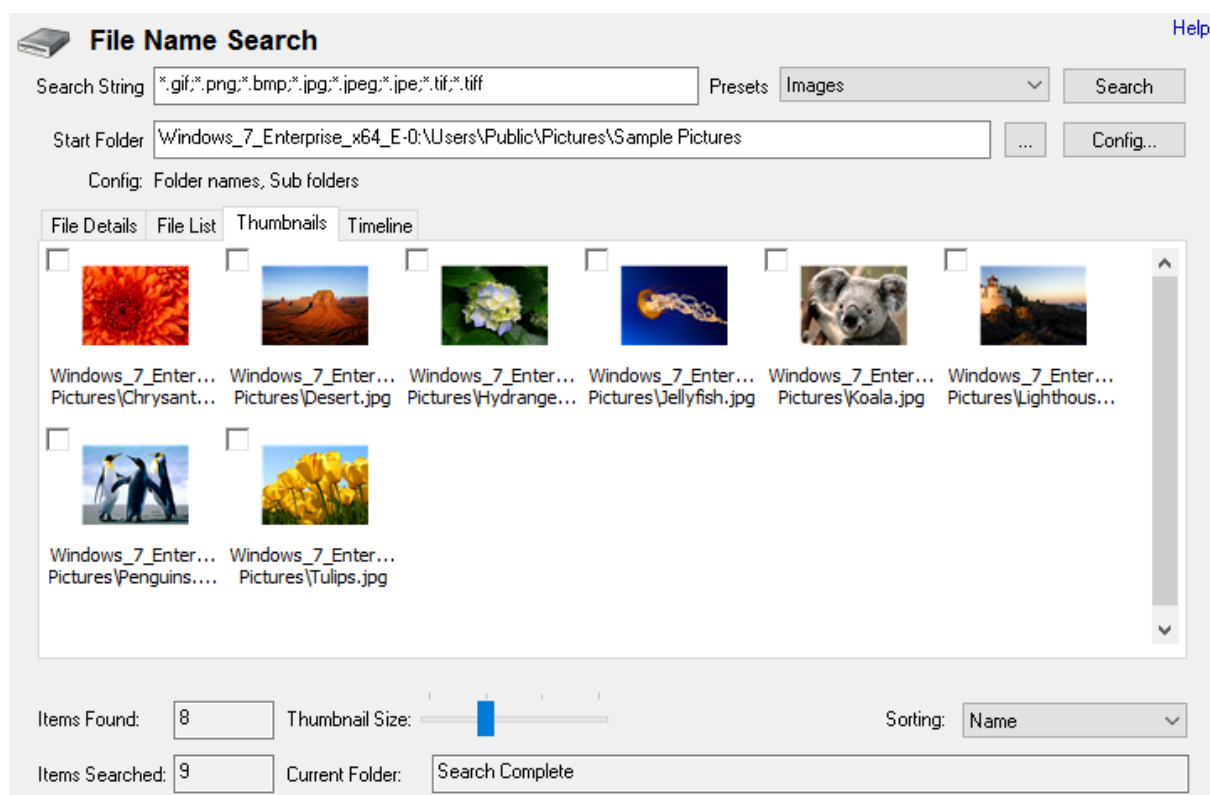 File Name Search
Help
Search String *.gif;*.png;*.bmp;*.jpg;*.jpeg;*.jpe;*.tif;*.tiff Presets Images Search
Start Folder Windows_7_Enterprise_x64_E-0:\Users\Public\Pictures\Sample Pictures ... Config...
Config: Folder names, Sub folders
File Details File List Thumbnails Timeline
Windows_7_Enter... Windows_7_Enter... Windows_7_Enter... Windows_7_Enter... Windows_7_Enter... Windows_7_Enter...
Pictures\Chrysant... Pictures\Desert.jpg Pictures\Hydrange... Pictures\Jellyfish.jpg Pictures\Koala.jpg Pictures\Lighthous...
Windows_7_Enter... Windows_7_Enter...
Pictures\Penguins.... Pictures\Tulips.jpg
Items Found: 8 Thumbnail Size: Sorting: Name
Items Searched: 9 Current Folder: Search Complete